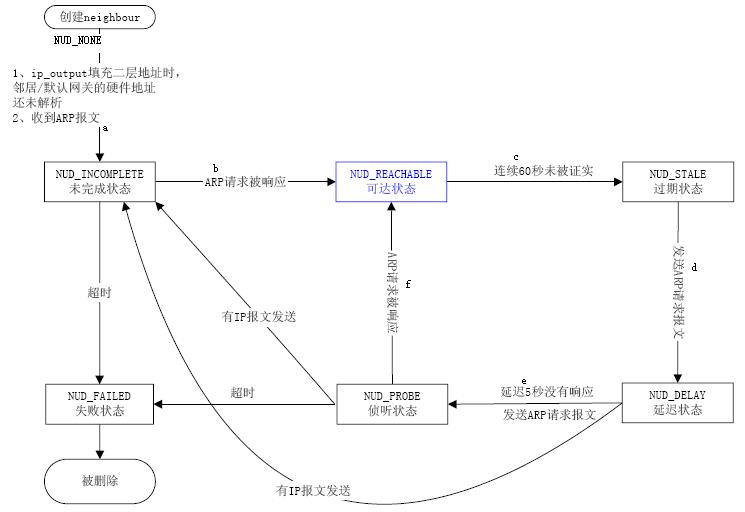 创建neighbour
NUD_NONE
1、ip_output填充二层地址时，
邻居/默认网关的硬件地址
还未解析
2、收到ARP报文
a
NUD_INCOMPLETE
未完成状态
b
ARP请求被响应
NUD_REACHABLE
可达状态
c
连续60秒未被证实
NUD_STALE
过期状态
发送ARP请求报文
d
ARP请求被响应
f
超时
有IP报文发送
NUD_FAILED
失败状态
超时
NUD_PROBE
侦听状态
e
延迟5秒没有响应
发送ARP请求报文
NUD_DELAY
延迟状态
被删除
有IP报文发送